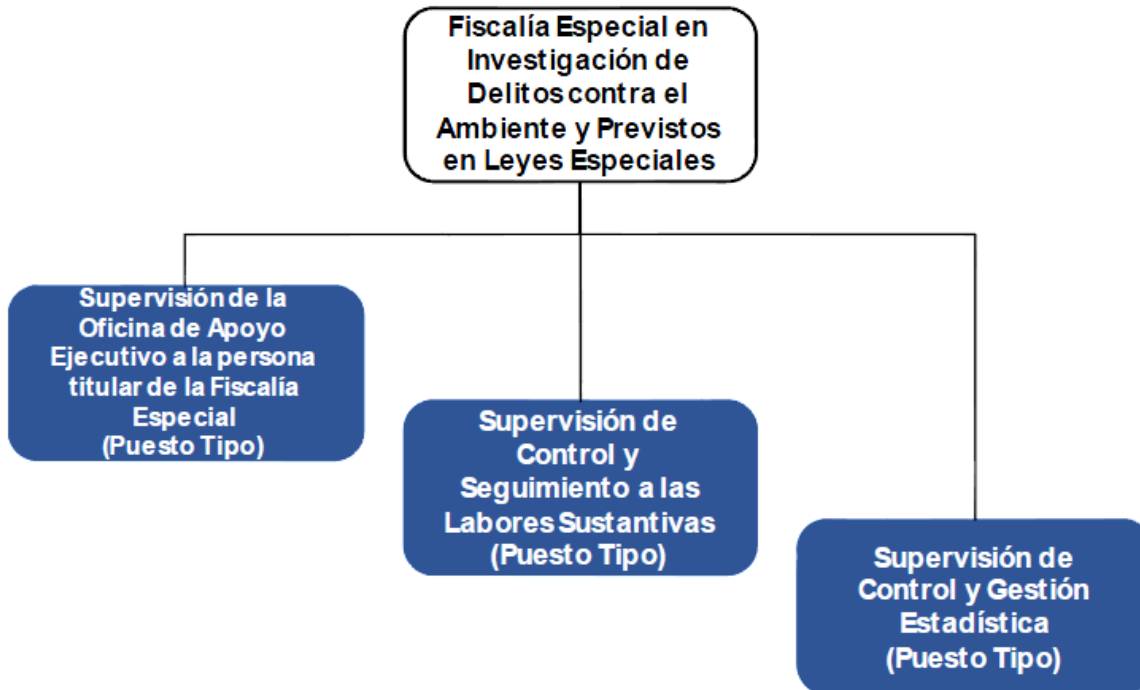 Fiscalía Especial en
Investigación de
Delitos contra el
Ambiente y Previstos
en Leyes Especiales
Supervisión de la
Oficina de Apoyo
Ejecutivo a la persona
titular de la Fiscalía
Especial
(Puesto Tipo)
Supervisión de
Control y
Seguimiento a las
Labores Sustantivas
(Puesto Tipo)
Supervisión de
Control y Gestión
Estadística
(Puesto Tipo)